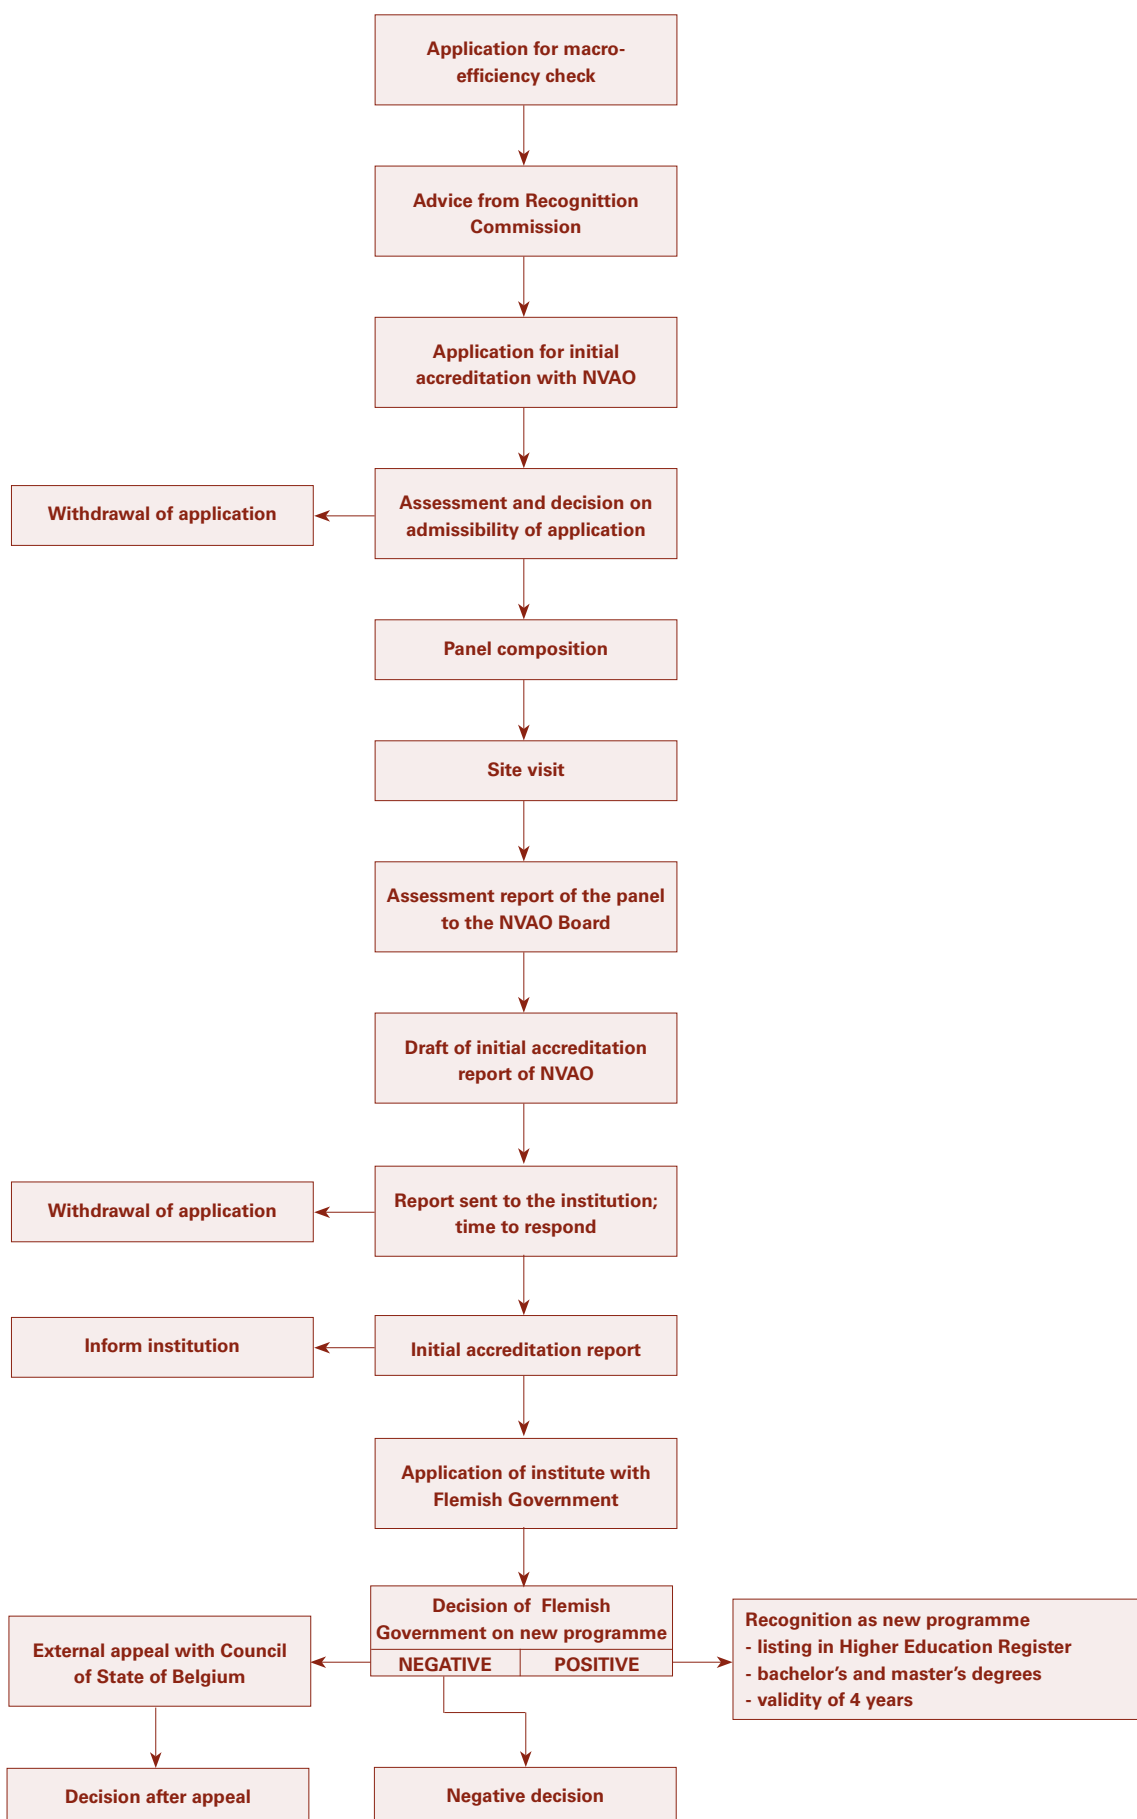 Application for macro-
efficiency check
Advice from Recognittion
Commission
Application for initial
accreditation with NVAO
Withdrawal of application
Assessment and decision on
admissibility of application
Panel composition
Site visit
Assessment report of the panel
to the NVAO Board
Draft of initial accreditation
report of NVAO
Withdrawal of application
Report sent to the institution;
time to respond
Inform institution
Initial accreditation report
Application of institute with
Flemish Government
Decision of Flemish
Government on new programme
NEGATIVE POSITIVE
External appeal with Council
of State of Belgium
Recognition as new programme
- listing in Higher Education Register
- bachelor’s and master’s degrees
- validity of 4 years
Decision after appeal
Negative decision